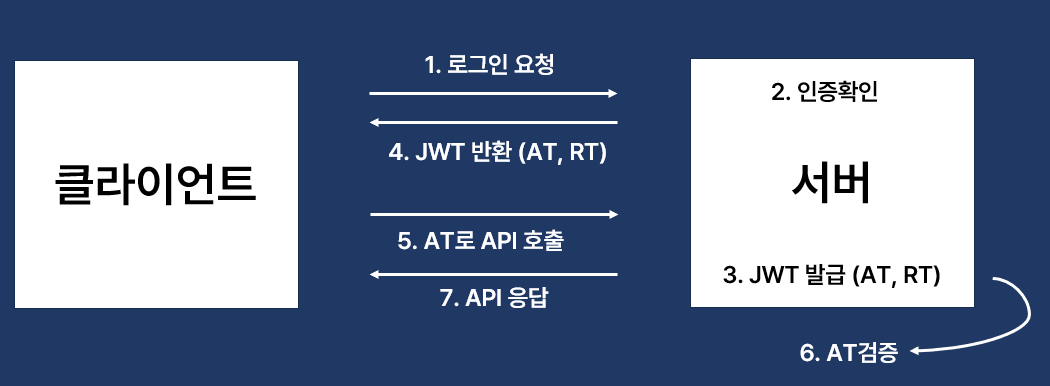 1. 로그인 요청
2. 인증확인
4. JWT 반환 (AT, RT)
클라이언트
서버
5. AT로 API 호출
3. JWT 발급 (AT, RT)
7. API 응답
6. AT검증